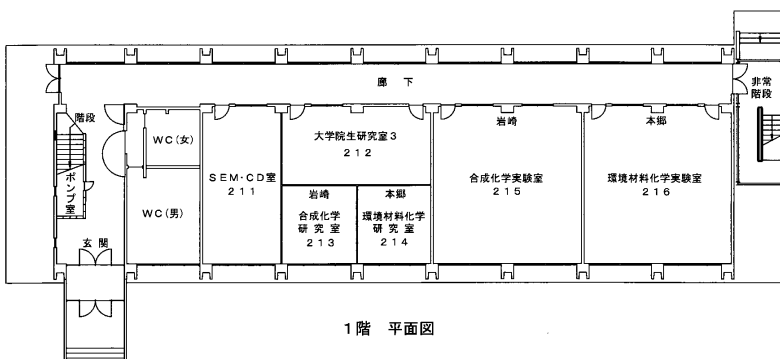 廊 下
非常
階段
階段
ポンプ室
玄 関
WC(女)
WC(男)
SEM-CD室
211
大学院生研究室3
212
岩崎
合成化学
研 究 室
213
本郷
環境材料化学
研 究 室
214
岩崎
合成化学実験室
215
本郷
環境材料化学実験室
216
1階 平面図